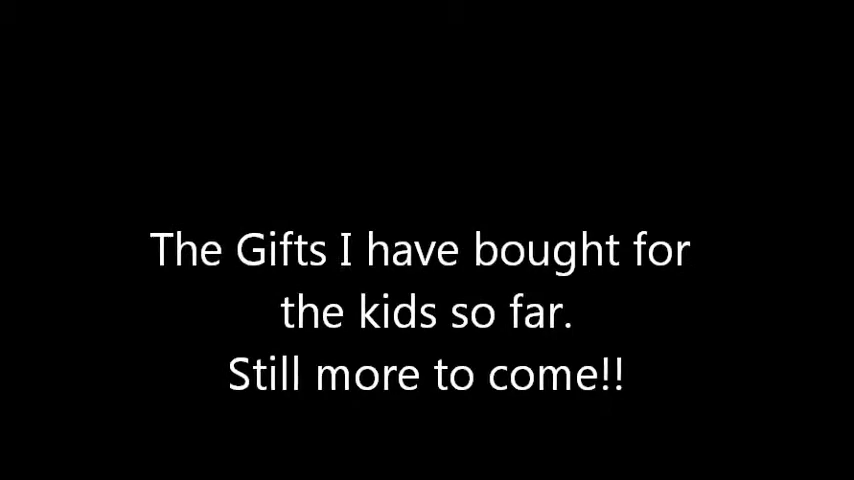 The Gifts I have bought for
the kids so far.
Still more to come!!